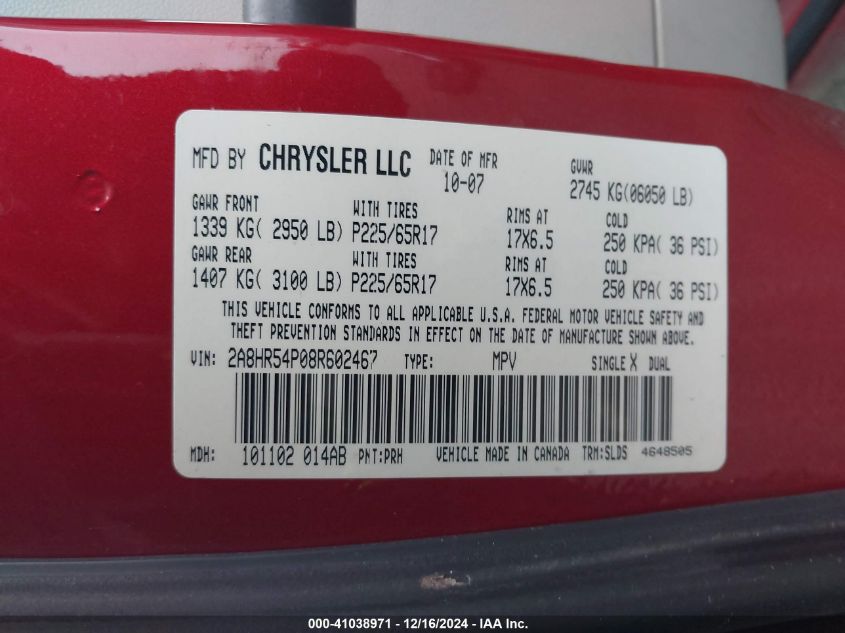 MFD BY CHRYSLER LLC DATE OF MFR 10-07 GVWR 2745 KG(06050 LB)
GAWR FRONT WITH TIRES RIMS AT COLD
1339 KG( 2950 LB) P225/65R17 17X6.5 250 KPA( 36 PSI)
GAWR REAR WITH TIRES RIMS AT COLD
1407 KG( 3100 LB) P225/65R17 17X6.5 250 KPA( 36 PSI)
THIS VEHICLE CONFORMS TO ALL APPLICABLE U.S.A. FEDERAL MOTOR VEHICLE SAFETY AND
THEFT PREVENTION STANDARDS IN EFFECT ON THE DATE OF MANUFACTURE SHOWN ABOVE.
VIN: 2A8HR54P08R602467 TYPE: MPV SINGLE X DUAL
MDH: 101102 014AB PNT:PRH VEHICLE MADE IN CANADA TRM:SLDS 4648505
000-41038971 - 12/16/2024 - IAA Inc.